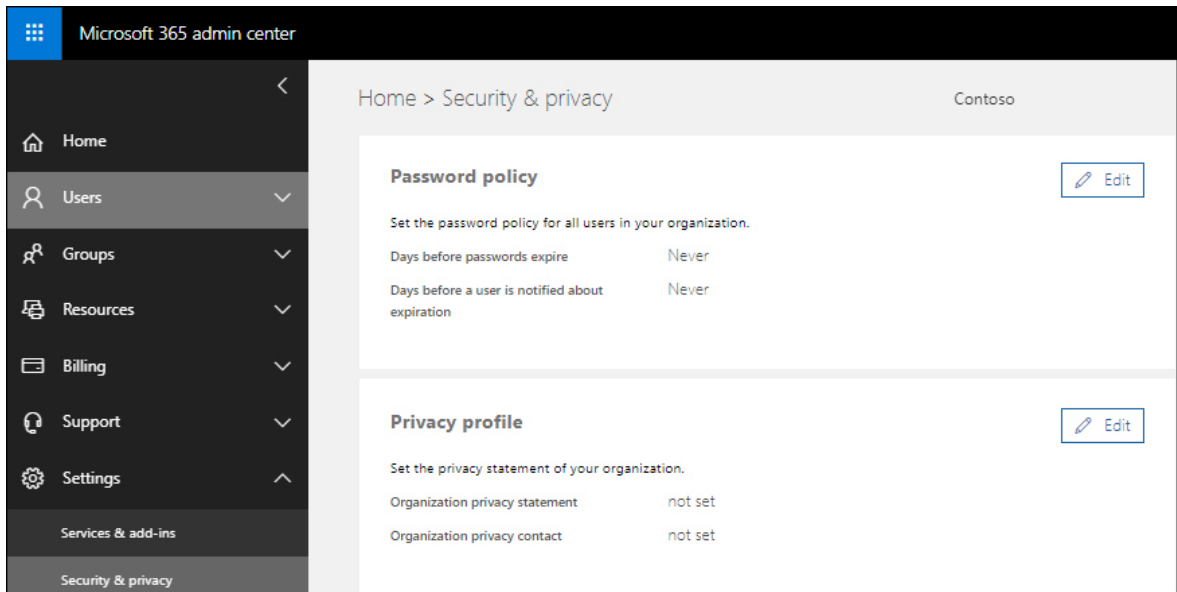 Microsoft 365 admin center
Home > Security & privacy
Contoso
Home
Users
Groups
Resources
Billing
Support
Settings
Services & add-ins
Security & privacy
Password policy
Edit
Set the password policy for all users in your organization.
Days before passwords expire Never
Days before a user is notified about Never
expiration
Privacy profile
Edit
Set the privacy statement of your organization.
Organization privacy statement not set
Organization privacy contact not set